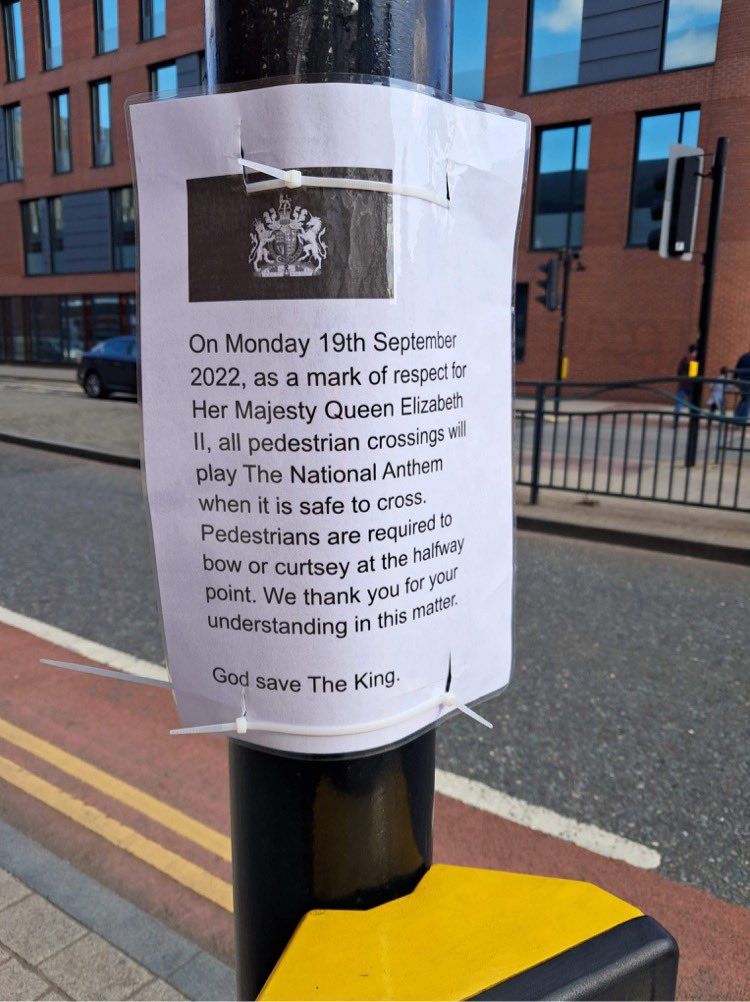 On Monday 19th September
2022, as a mark of respect for
Her Majesty Queen Elizabeth
II, all pedestrian crossings will
play The National Anthem
when it is safe to cross.
Pedestrians are required to
bow or curtsey at the halfway
point. We thank you for your
understanding in this matter.
God save The King.